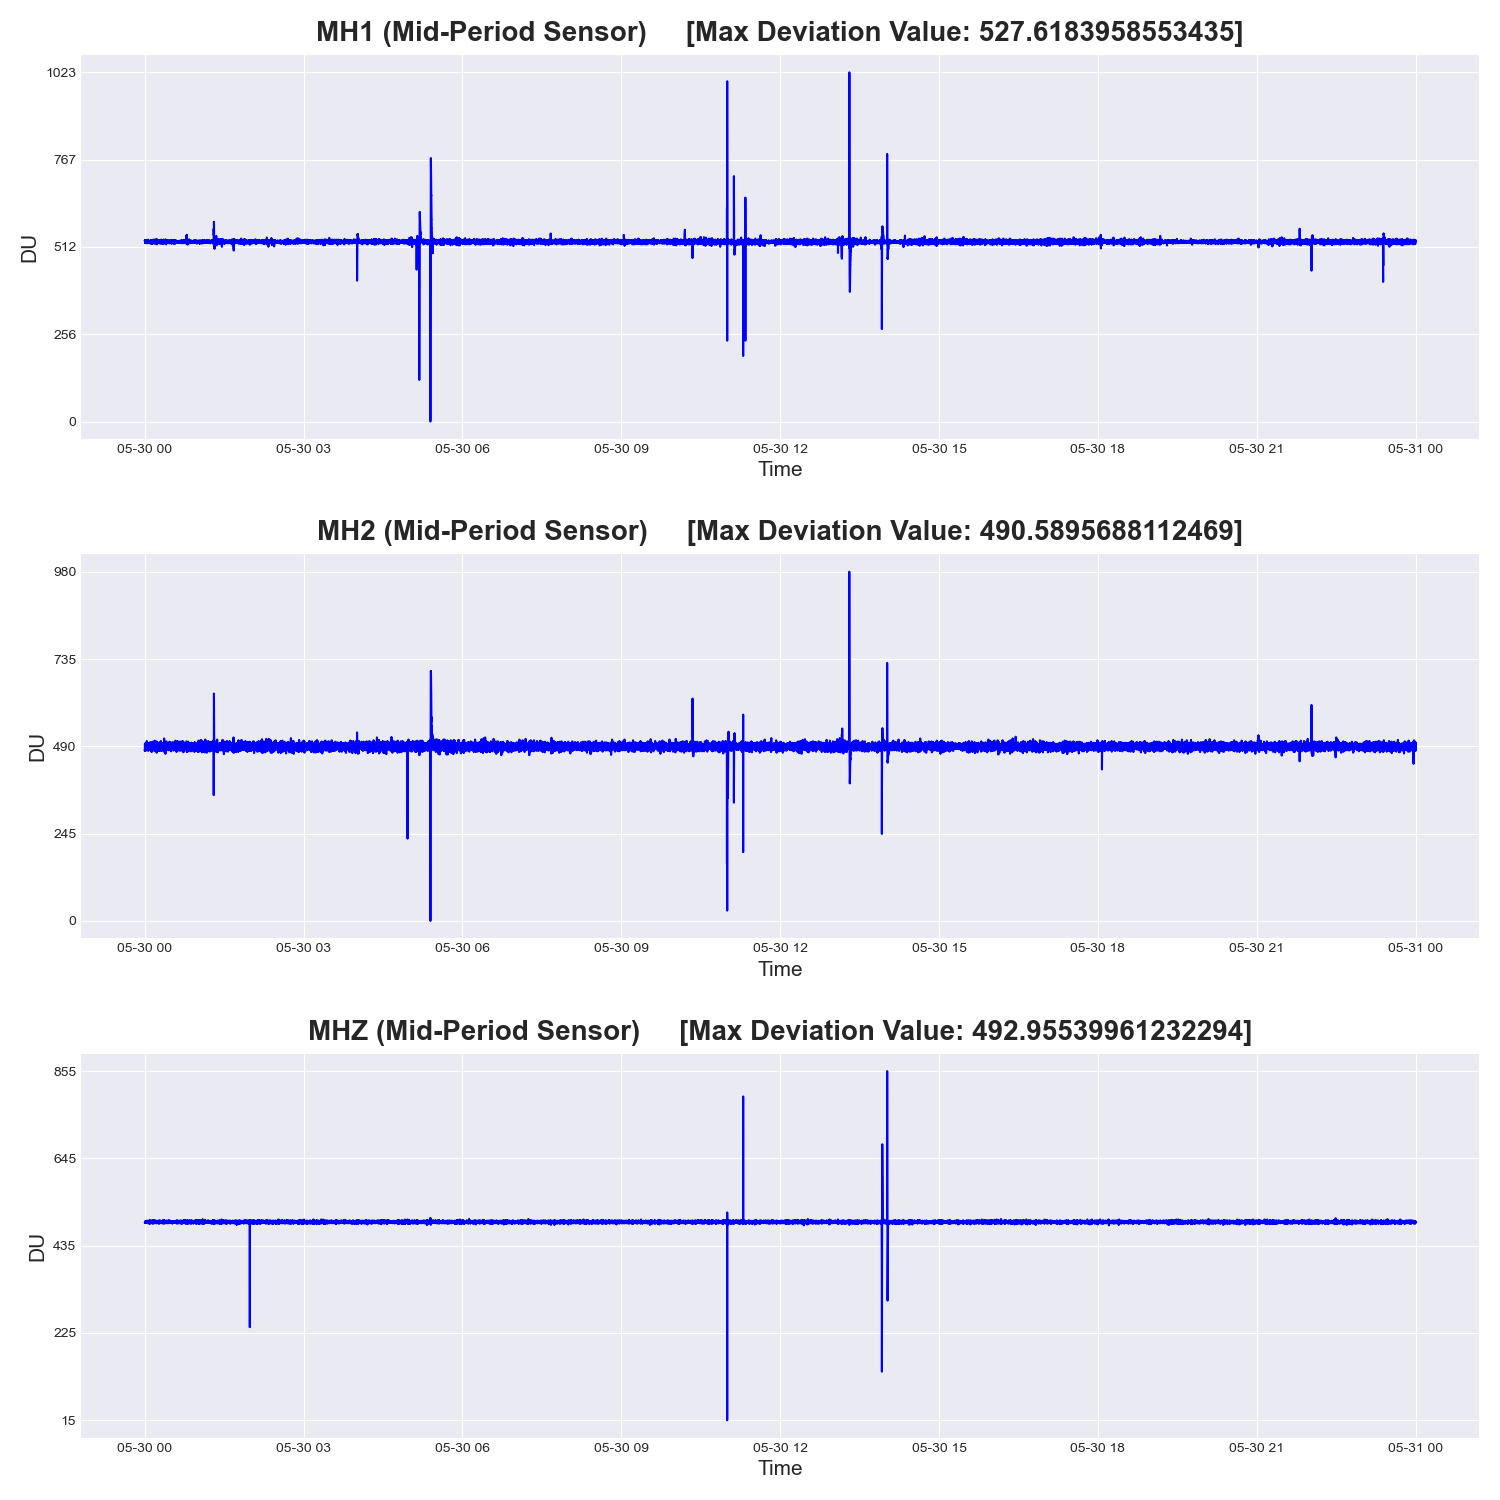 MH1 (Mid-Period Sensor) [Max Deviation Value: 527.6183958553435]
1023
767
512
256
0
DU
05-30 00 05-30 03 05-30 06 05-30 09 05-30 12 05-30 15 05-30 18 05-30 21 05-31 00
Time
MH2 (Mid-Period Sensor) [Max Deviation Value: 490.5895688112469]
980
735
490
245
0
DU
05-30 00 05-30 03 05-30 06 05-30 09 05-30 12 05-30 15 05-30 18 05-30 21 05-31 00
Time
MHZ (Mid-Period Sensor) [Max Deviation Value: 492.95539961232294]
855
645
435
225
15
DU
05-30 00 05-30 03 05-30 06 05-30 09 05-30 12 05-30 15 05-30 18 05-30 21 05-31 00
Time